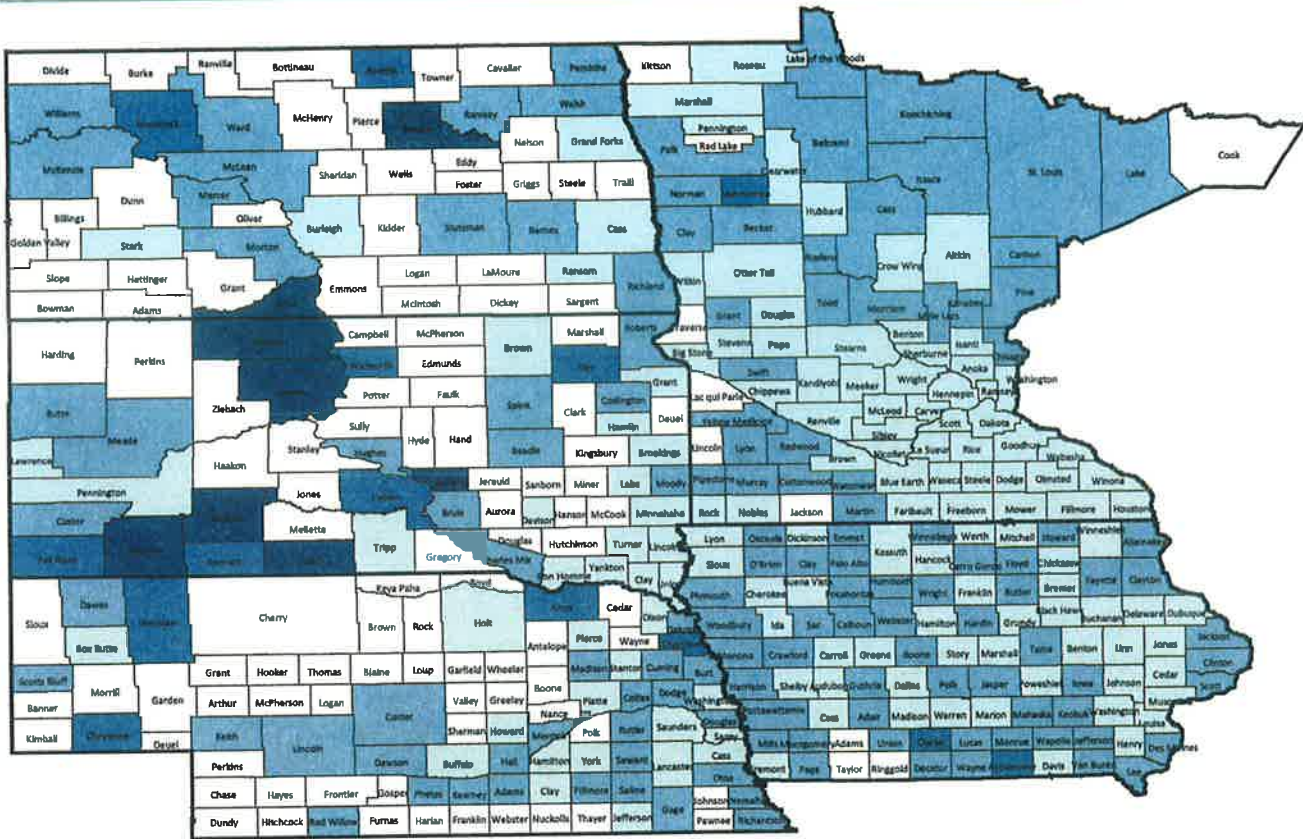 Divide
Burke
Ranville
Bottineau
Towner
Cavalier
Pembina
Kittson
Roseau
Lake of the Woods
Williams
Ward
McHenry
Pierce
Ramsey
Walsh
Marshall
Koochiching
Nelson
Grand Forks
Pennington
Red Lake
Polk
Beltrami
Clearwater
Cook
McKenzie
McLean
Sheridan
Wells
Eddy
Foster
Griggs
Steele
Traill
Norman
Itasca
St. Louis
Lake
Dunn
Mercer
Oliver
Billings
Golden Valley
Stark
Morton
Burleigh
Kidder
Stutsman
Barnes
Cass
Clay
Becker
Hubbard
Cass
Aitkin
Carlton
Crow Wing
Slope
Hettinger
Grant
Emmons
Logan
LaMoure
Ransom
Richland
Wilkin
Otter Tail
Wadena
Bowman
Adams
McIntosh
Dickey
Sargent
Grant
Douglas
Todd
Morrison
Mille Lacs
Kanabec
Pine
Harding
Perkins
Campbell
McPherson
Brown
Marshall
Roberts
Traverse
Stevens
Pope
Stearns
Benton
Isanti
Walworth
Edmunds
Day
Big Stone
Swift
Sherburne
Anoka
Washington
Butte
Meade
Ziebach
Potter
Faulk
Spink
Clark
Codington
Grant
Lac qui Parle
Chippewa
Kandiyohi
Meeker
Wright
Hennepin
Ramsey
Sully
Hyde
Hand
Hamlin
Deuel
Yellow Medicine
Renville
McLeod
Carver
Scott
Dakota
Sibley
Lawrence
Haakon
Stanley
Hughes
Beadle
Kingsbury
Brookings
Lincoln
Lyon
Redwood
Brown
Nicollet
Le Sueur
Rice
Goodhue
Wabasha
Pennington
Jones
Jerauld
Sanborn
Miner
Lake
Moody
Pipestone
Murray
Cottonwood
Watonwan
Blue Earth
Waseca
Steele
Dodge
Olmsted
Winona
Custer
Mellette
Lyman
Brule
Aurora
Davison
Hanson
McCook
Minnehaha
Rock
Nobles
Jackson
Martin
Faribault
Freeborn
Mower
Fillmore
Houston
Fall River
Bennett
Tripp
Gregory
Douglas
Charles Mix
Hutchinson
Turner
Lincoln
Bon Homme
Yankton
Clay
Union
Lyon
Osceola
Dickinson
Emmet
Kossuth
Winnebago
Worth
Mitchell
Howard
Winneshiek
Allamakee
Sioux
O'Brien
Clay
Palo Alto
Hancock
Cerro Gordo
Floyd
Chickasaw
Plymouth
Cherokee
Buena Vista
Pocahontas
Humboldt
Wright
Franklin
Butler
Bremer
Fayette
Clayton
Woodbury
Ida
Sac
Calhoun
Webster
Hamilton
Hardin
Grundy
Black Hawk
Buchanan
Delaware
Dubuque
Monona
Crawford
Carroll
Greene
Boone
Story
Marshall
Tama
Benton
Linn
Jones
Jackson
Harrison
Shelby
Audubon
Guthrie
Dallas
Polk
Jasper
Poweshiek
Iowa
Johnson
Cedar
Clinton
Scott
Pottawattamie
Cass
Adair
Madison
Warren
Marion
Mahaska
Keokuk
Washington
Louisa
Mills
Montgomery
Adams
Union
Clarke
Lucas
Monroe
Wapello
Jefferson
Henry
Des Moines
Fremont
Page
Taylor
Ringgold
Decatur
Wayne
Davis
Van Buren
Lee
Sioux
Dawes
Sheridan
Cherry
Keya Paha
Boyd
Brown
Rock
Holt
Knox
Cedar
Dixon
Box Butte
Antelope
Pierce
Wayne
Scotts Bluff
Morrill
Garden
Grant
Hooker
Thomas
Blaine
Loup
Garfield
Wheeler
Madison
Stanton
Cuming
Burt
Banner
Arthur
McPherson
Logan
Custer
Valley
Greeley
Boone
Platte
Colfax
Dodge
Washington
Kimball
Cheyenne
Deuel
Keith
Lincoln
Sherman
Howard
Nance
Merrick
Polk
Butler
Saunders
Douglas
Sarpy
Perkins
Dawson
Buffalo
Hall
Hamilton
York
Seward
Lancaster
Cass
Otoe
Chase
Hayes
Frontier
Gosper
Phelps
Kearney
Adams
Clay
Fillmore
Saline
Gage
Johnson
Nemaha
Dundy
Hitchcock
Red Willow
Furnas
Harlan
Franklin
Webster
Nuckolls
Thayer
Jefferson
Pawnee
Richardson